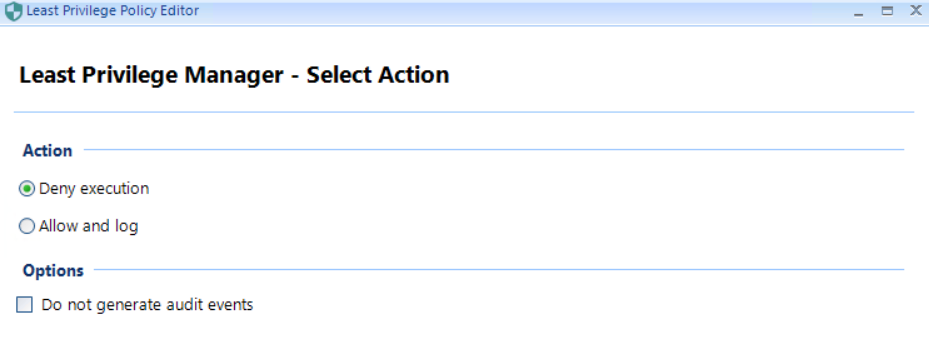 Least Privilege Policy Editor
Least Privilege Manager - Select Action
Action
Deny execution
Allow and log
Options
Do not generate audit events